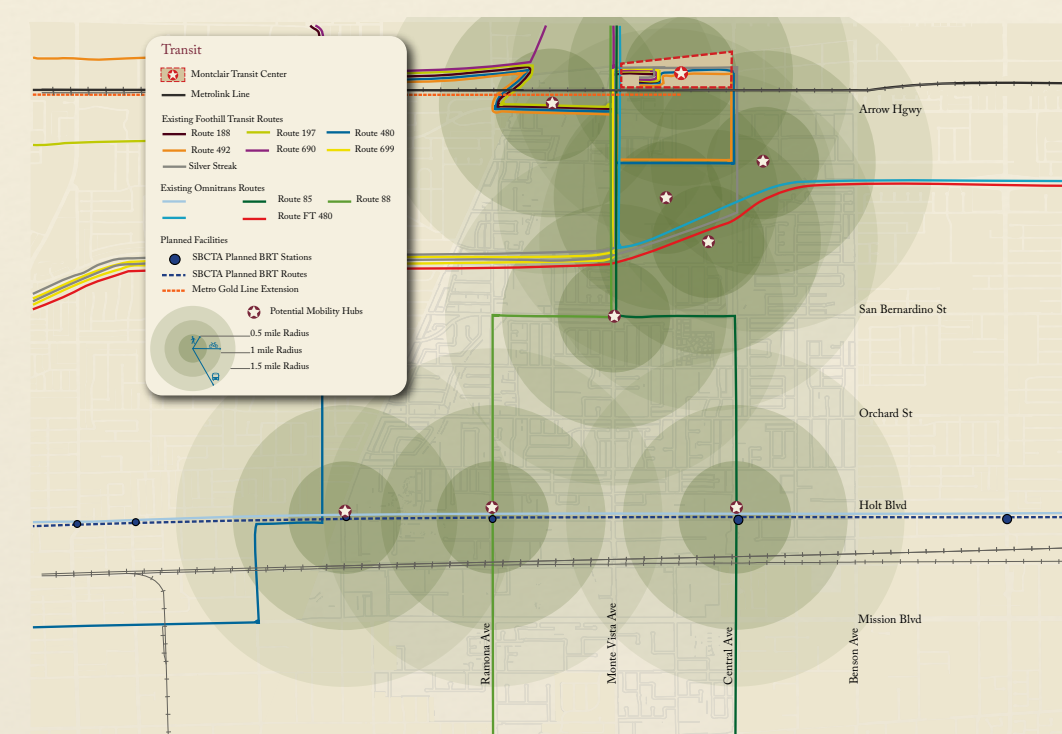 Transit
Montclair Transit Center
Metrolink Line
Existing Foothill Transit Routes
Route 188 Route 197 Route 480
Route 492 Route 690 Route 699
Silver Streak
Existing Omnitrans Routes
Route 85 Route 88
Route FT 480
Planned Facilities
SBCTA Planned BRT Stations
SBCTA Planned BRT Routes
Metro Gold Line Extension
Potential Mobility Hubs
0.5 mile Radius
1 mile Radius
1.5 mile Radius
Arrow Hgwy
San Bernardino St
Orchard St
Holt Blvd
Mission Blvd
Ramona Ave
Monte Vista Ave
Central Ave
Benson Ave